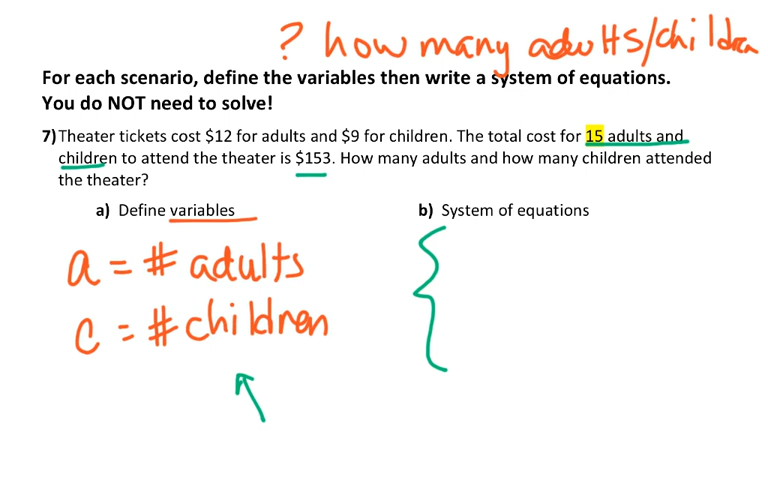 ? how many adults/children
For each scenario, define the variables then write a system of equations.
You do NOT need to solve!
7) Theater tickets cost $12 for adults and $9 for children. The total cost for 15 adults and
children to attend the theater is $153. How many adults and how many children attended
the theater?
a) Define variables
b) System of equations
a = # adults
c = # children